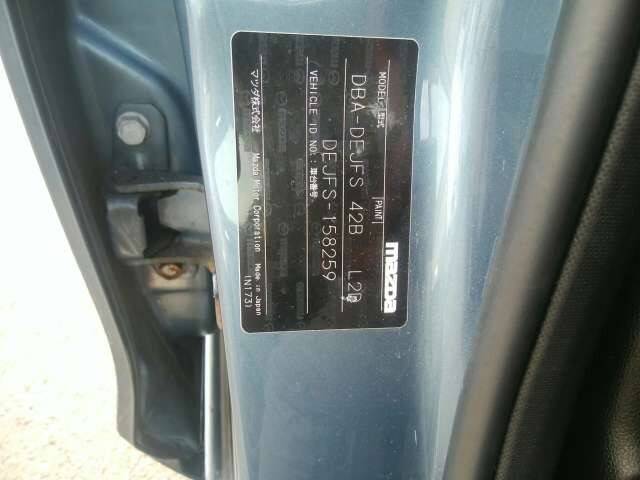 mazda
MODEL:型式 PAINT
DBA-DEJFS 42B
VEHICLE ID NO.:車台番号
DEJFS-158259
マツダ株式会社 Mazda Motor Corporation Made in Japan
(N173)